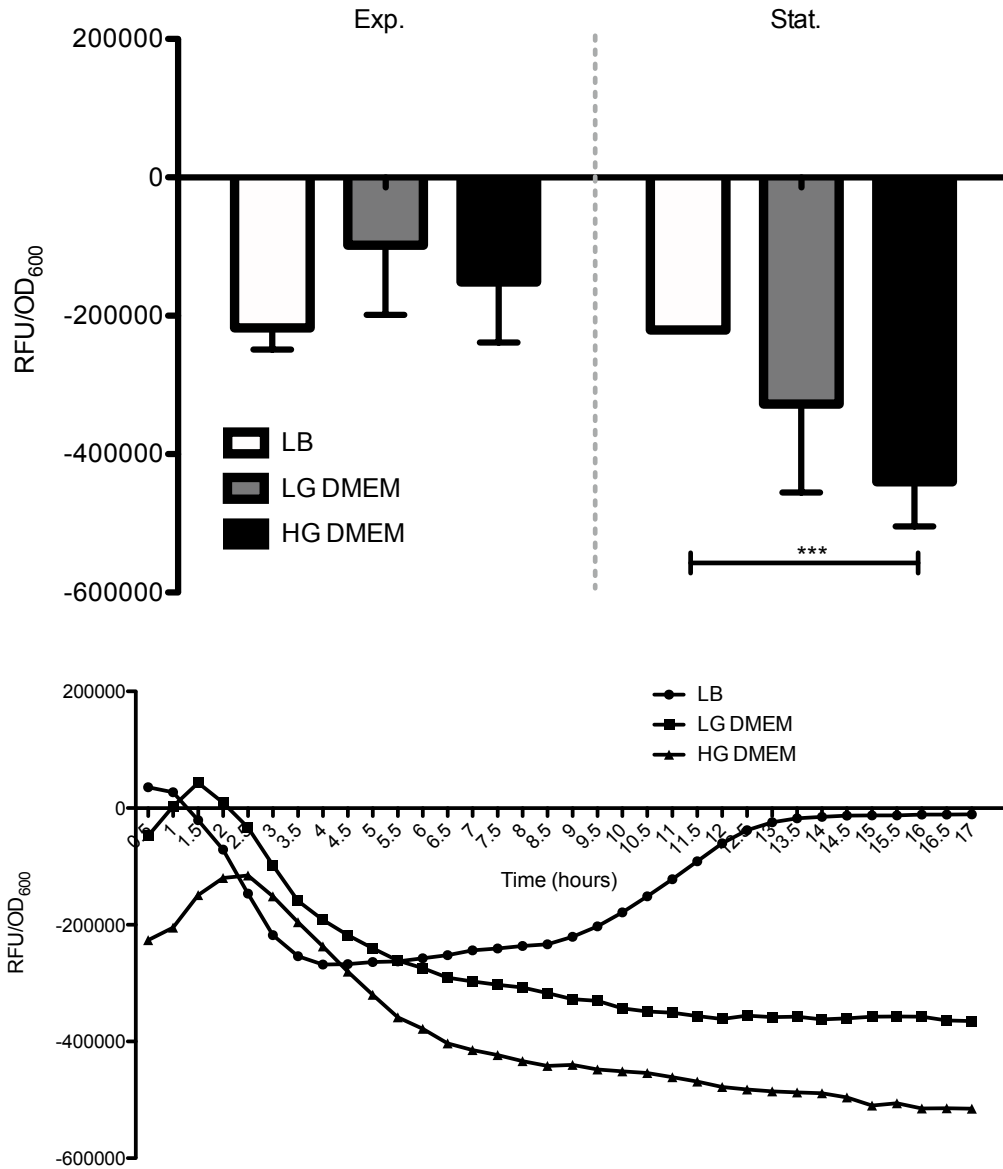 Exp. Stat.
200000
0
-200000
-400000
-600000
RFU/OD600
LB
LG DMEM
HG DMEM
***
200000
0
-200000
-400000
-600000
RFU/OD600
LB
LG DMEM
HG DMEM
0.5 1 1.5 2 2.5 3 3.5 4 4.5 5 5.5 6 6.5 7 7.5 8 8.5 9 9.5 10 10.5 11 11.5 12 12.5 13 13.5 14 14.5 15 15.5 16 16.5 17
Time (hours)